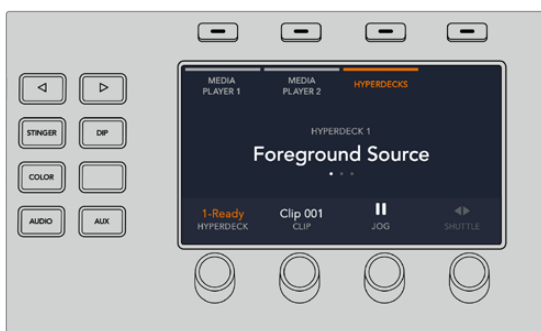 MEDIA
PLAYER 1
MEDIA
PLAYER 2
HYPERDECKS
HYPERDECK 1
Foreground Source
1-Ready
HYPERDECK
Clip 001
CLIP
JOG
SHUTTLE
STINGER
DIP
COLOR
AUDIO
AUX